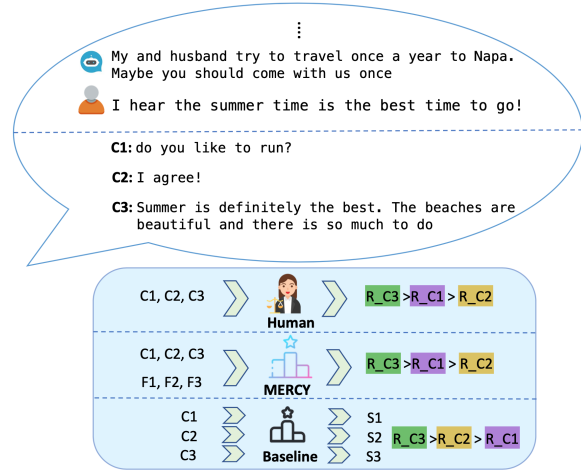 My and husband try to travel once a year to Napa.
Maybe you should come with us once
I hear the summer time is the best time to go!
C1: do you like to run?
C2: I agree!
C3: Summer is definitely the best. The beaches are
beautiful and there is so much to do
C1, C2, C3
Human
R_C3 >R_C1 > R_C2
C1, C2, C3
F1, F2, F3
MERCY
R_C3 >R_C1 > R_C2
C1
C2
C3
Baseline
S1
S2
S3
R_C3 >R_C2 > R_C1